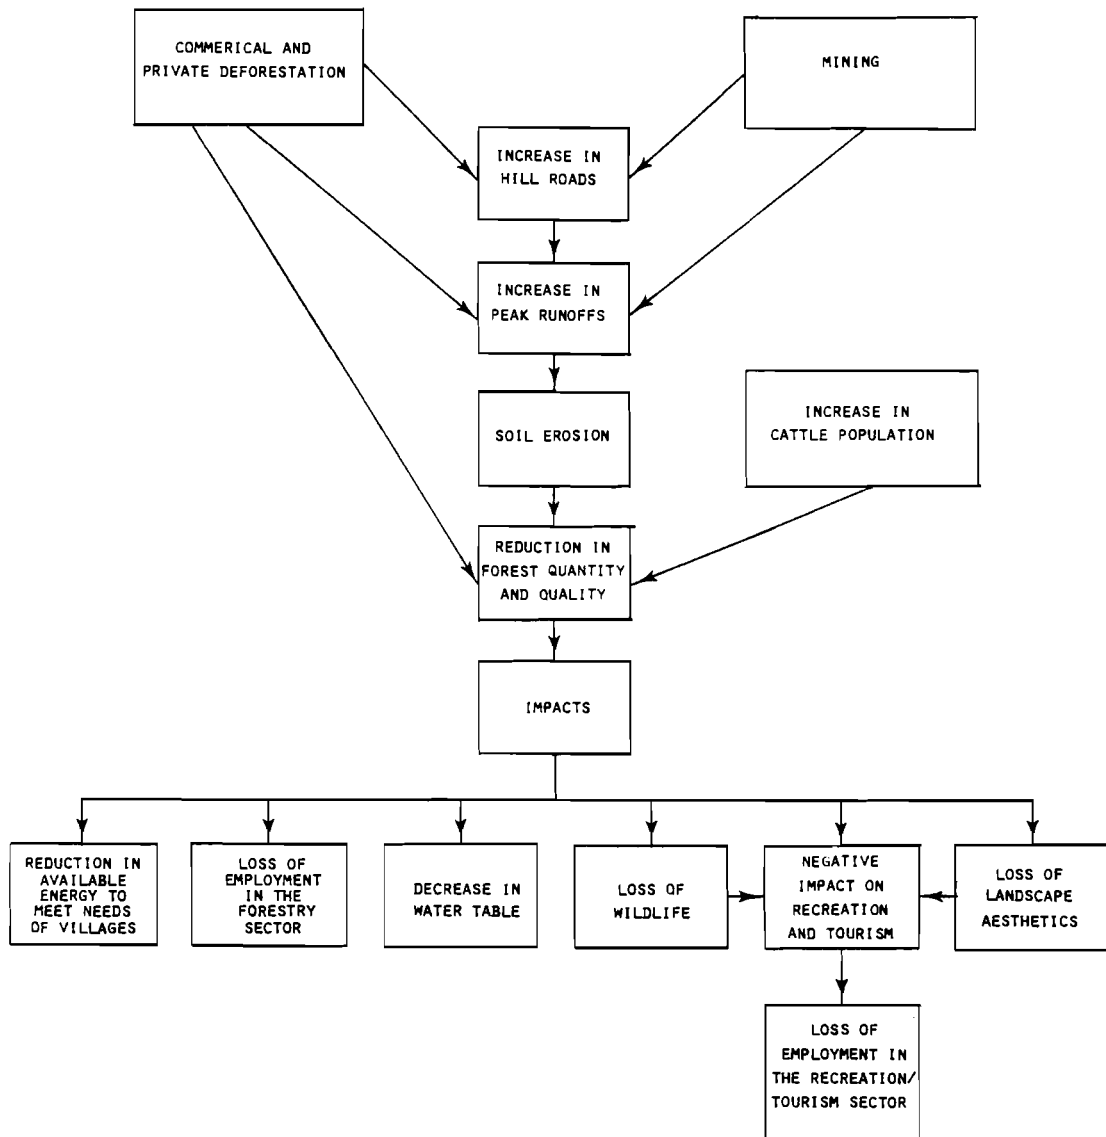 COMMERICAL AND
PRIVATE DEFORESTATION
MINING
INCREASE IN
HILL ROADS
INCREASE IN
PEAK RUNOFFS
INCREASE IN
CATTLE POPULATION
SOIL EROSION
REDUCTION IN
FOREST QUANTITY
AND QUALITY
IMPACTS
REDUCTION IN
AVAILABLE
ENERGY TO
MEET NEEDS
OF VILLAGES
LOSS OF
EMPLOYMENT
IN THE
FORESTRY
SECTOR
DECREASE IN
WATER TABLE
LOSS OF
WILDLIFE
NEGATIVE
IMPACT ON
RECREATION
AND TOURISM
LOSS OF
LANDSCAPE
AESTHETICS
LOSS OF
EMPLOYMENT IN
THE RECREATION/
TOURISM SECTOR